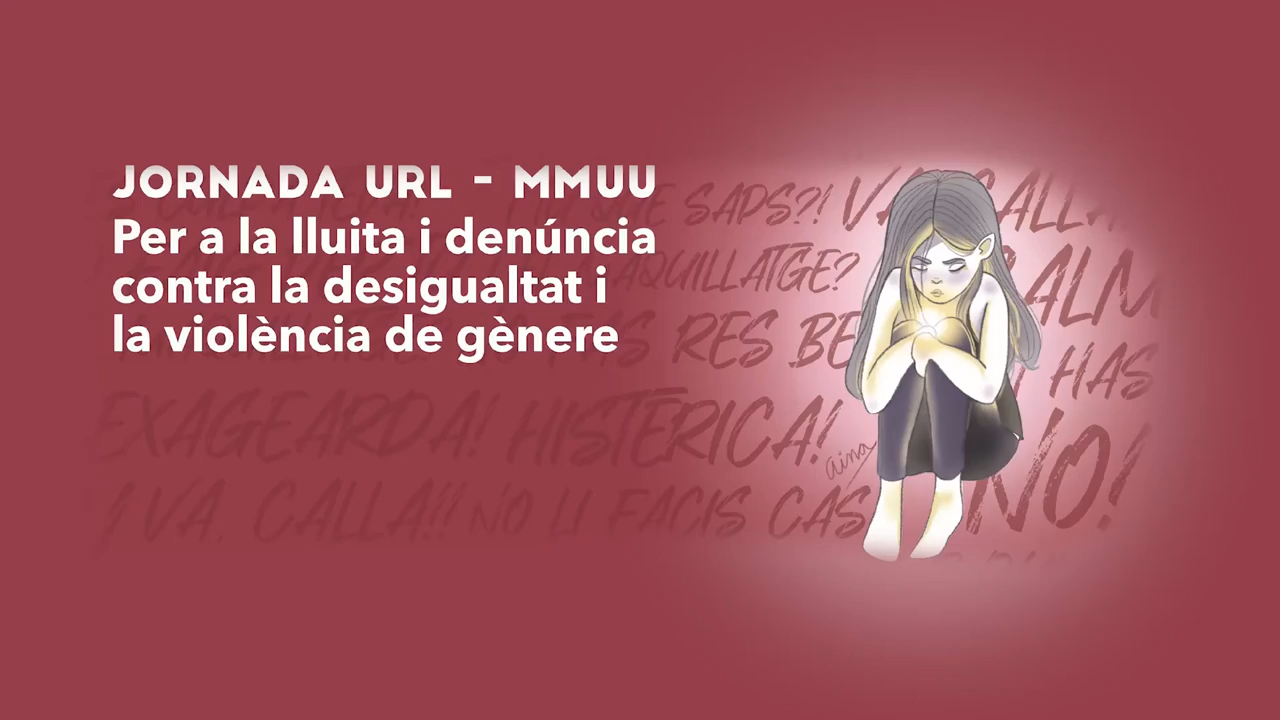 JORNADA URL - MMUU
Per a la lluita i denúncia
contra la desigualtat i
la violència de gènere
SAPS?! VA, CALLA
MAQUILLATGE? CALM
RES BE HAS
EXAGEARDA! HISTÈRICA! NO!
VA, CALLA!! NO LI FACIS CAS
aina